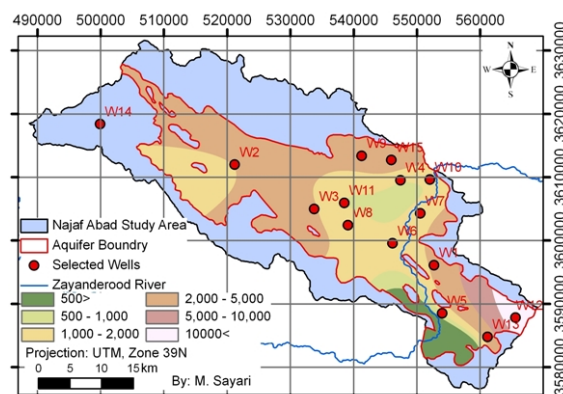 490000 500000 510000 520000 530000 540000 550000 560000
N
W E
S
3630000
3620000
3610000
3600000
3590000
3580000
W14
W9
W15
W2
W4
W10
W3
W11
W7
W8
W6
W1
W5
W12
W13
Najaf Abad Study Area
Aquifer Boundry
Selected Wells
Zayanderood River
500> 2,000 - 5,000
500 - 1,000 5,000 - 10,000
1,000 - 2,000 10000<
Projection: UTM, Zone 39N
0 5 10 15 km
By: M. Sayari